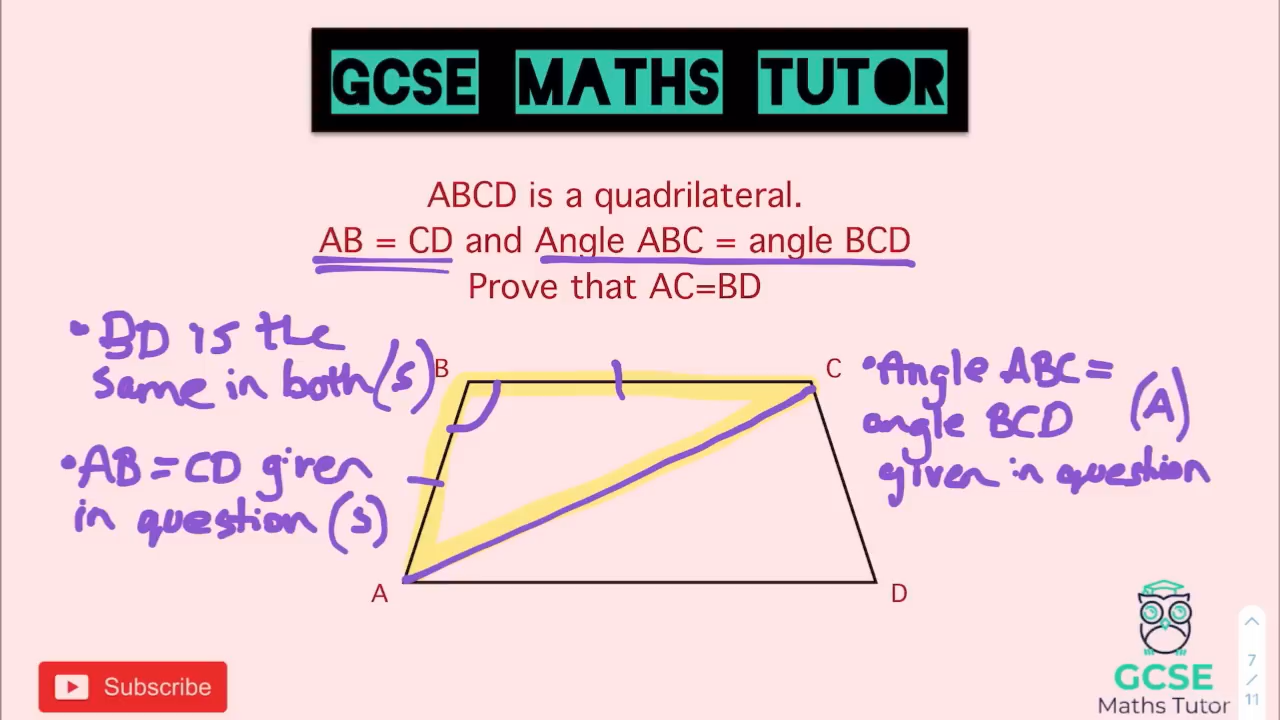 GCSE MATHS TUTOR
ABCD is a quadrilateral.
AB = CD and Angle ABC = angle BCD
Prove that AC=BD
• BD is the
same in both (S)
• AB = CD given
in question (S)
B
C
A
D
• Angle ABC =
angle BCD (A)
given in question
Subscribe
GCSE
Maths Tutor
7
/
11